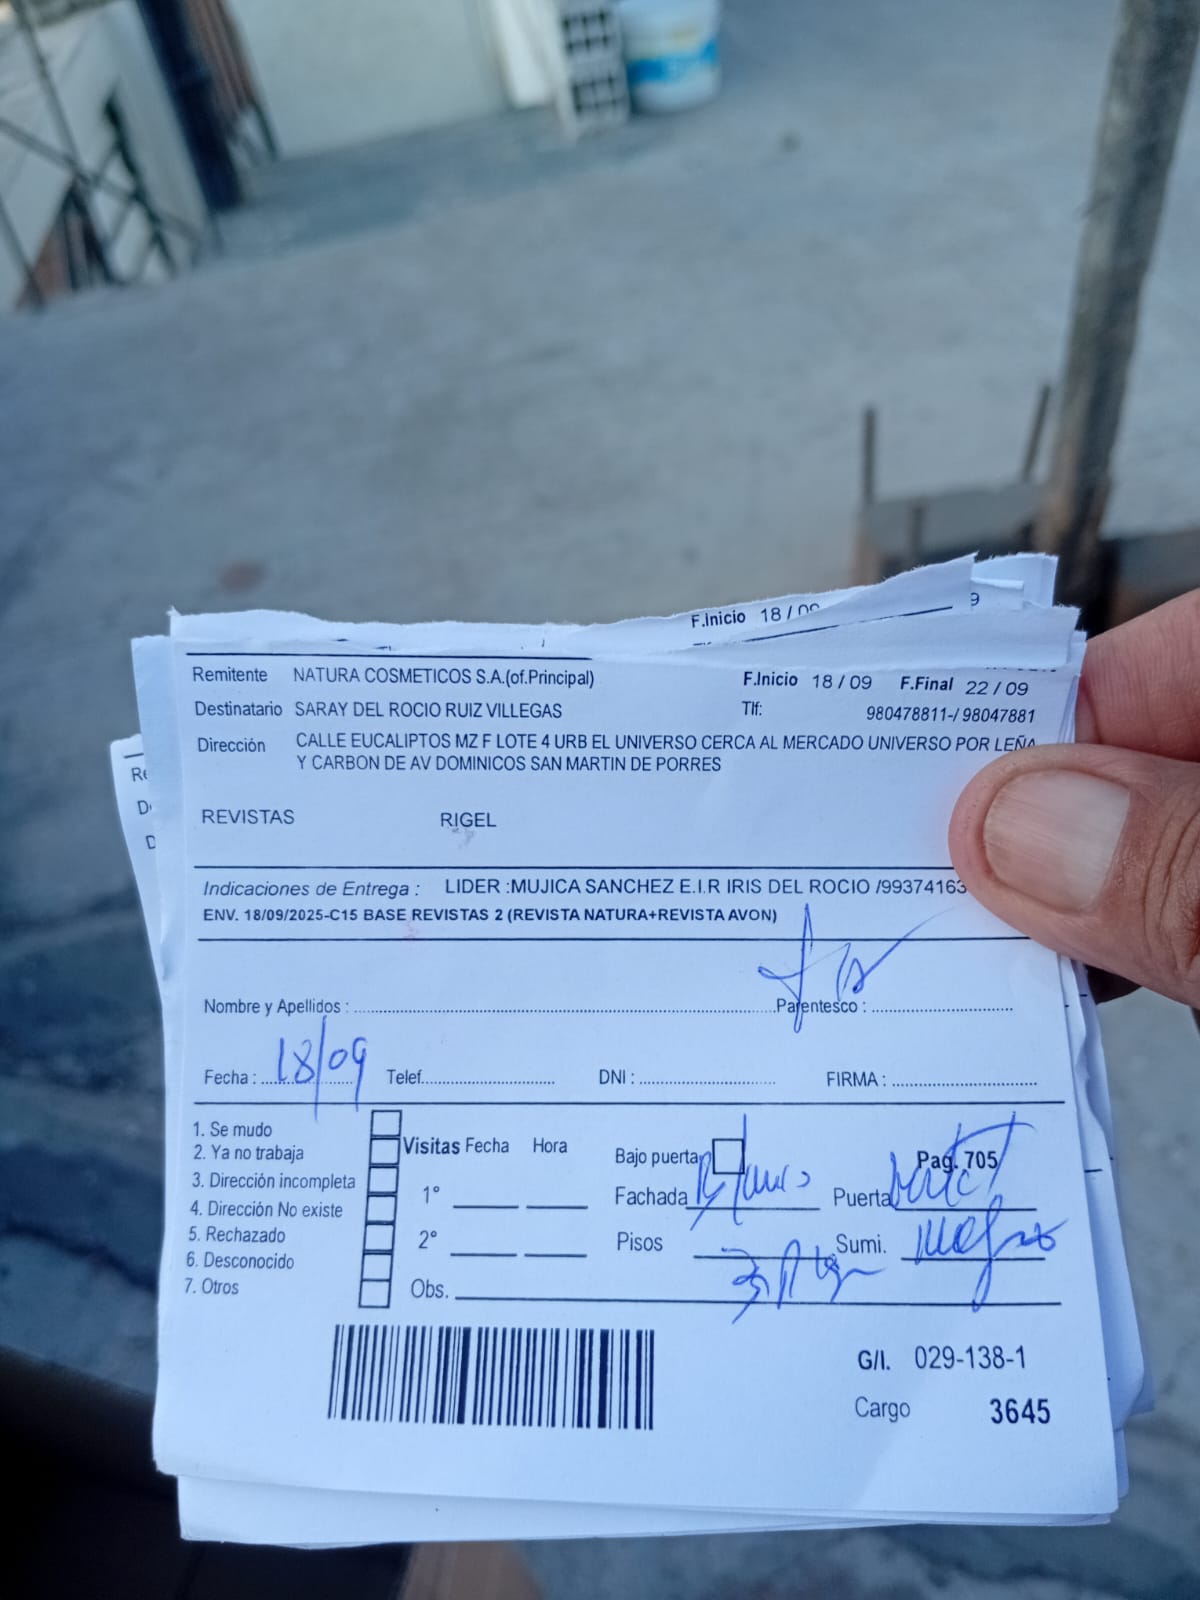 F.Inicio 18 / 09
9
Remitente NATURA COSMETICOS S.A.(of.Principal) F.Inicio 18 / 09 F.Final 22 / 09
Destinatario SARAY DEL ROCIO RUIZ VILLEGAS Tlf: 980478811-/ 98047881
Dirección CALLE EUCALIPTOS MZ F LOTE 4 URB EL UNIVERSO CERCA AL MERCADO UNIVERSO POR LEÑA
Y CARBON DE AV DOMINICOS SAN MARTIN DE PORRES
REVISTAS RIGEL
Indicaciones de Entrega : LIDER :MUJICA SANCHEZ E.I.R IRIS DEL ROCIO /99374163
ENV. 18/09/2025-C15 BASE REVISTAS 2 (REVISTA NATURA+REVISTA AVON)
Nombre y Apellidos : Parentesco :
Fecha : 18/09 Telef. DNI : FIRMA :
1. Se mudo
2. Ya no trabaja
3. Dirección incompleta
4. Dirección No existe
5. Rechazado
6. Desconocido
7. Otros
Visitas Fecha Hora
1°
2°
Obs.
Bajo puerta Pag. 705
Fachada Blanco Puerta
Pisos 3 Sumi.
G/I. 029-138-1
Cargo 3645